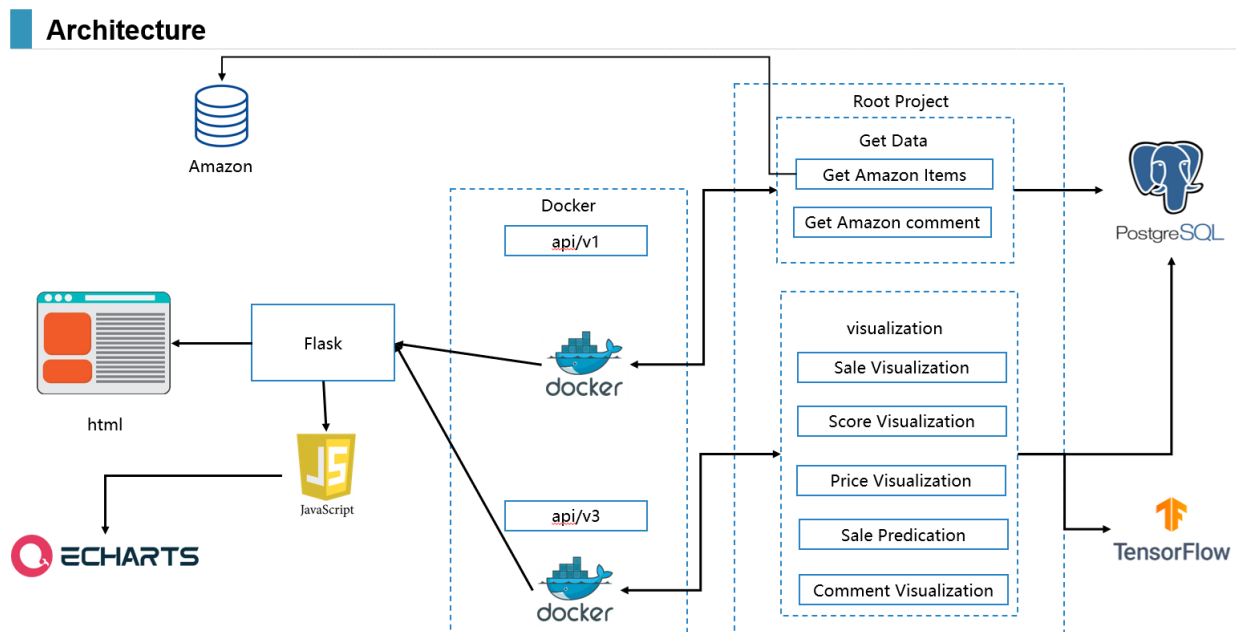 Architecture
Amazon
Root Project
Get Data
Get Amazon Items
Get Amazon comment
PostgreSQL
Docker
api/v1
docker
Flask
html
JS
JavaScript
ECHARTS
visualization
Sale Visualization
Score Visualization
Price Visualization
Sale Predication
Comment Visualization
api/v3
docker
TensorFlow